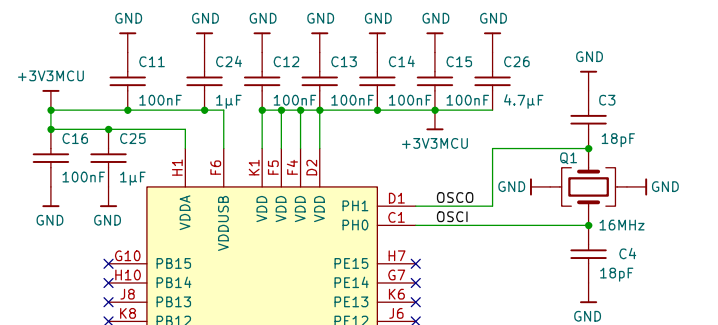 GND GND GND GND GND GND GND
C11 C24 C12 C13 C14 C15 C26
GND
+3V3MCU
100nF 1µF 100nF 100nF 100nF 100nF 4.7µF
C3
18pF
C16 C25
+3V3MCU
Q1
100nF 1µF
H1 F6 K1 F5 F4 D2
GND GND
GND GND
VDDA VDDUSB VDD VDD VDD VDD
PH1 D1 OSCO
PH0 C1 OSCI
16MHz
C4
18pF
G10 PB15 PE15 H7
H10 PB14 PE14 G7
J8 PB13 PE13 K6
K8 PB12 PE12 J6
GND